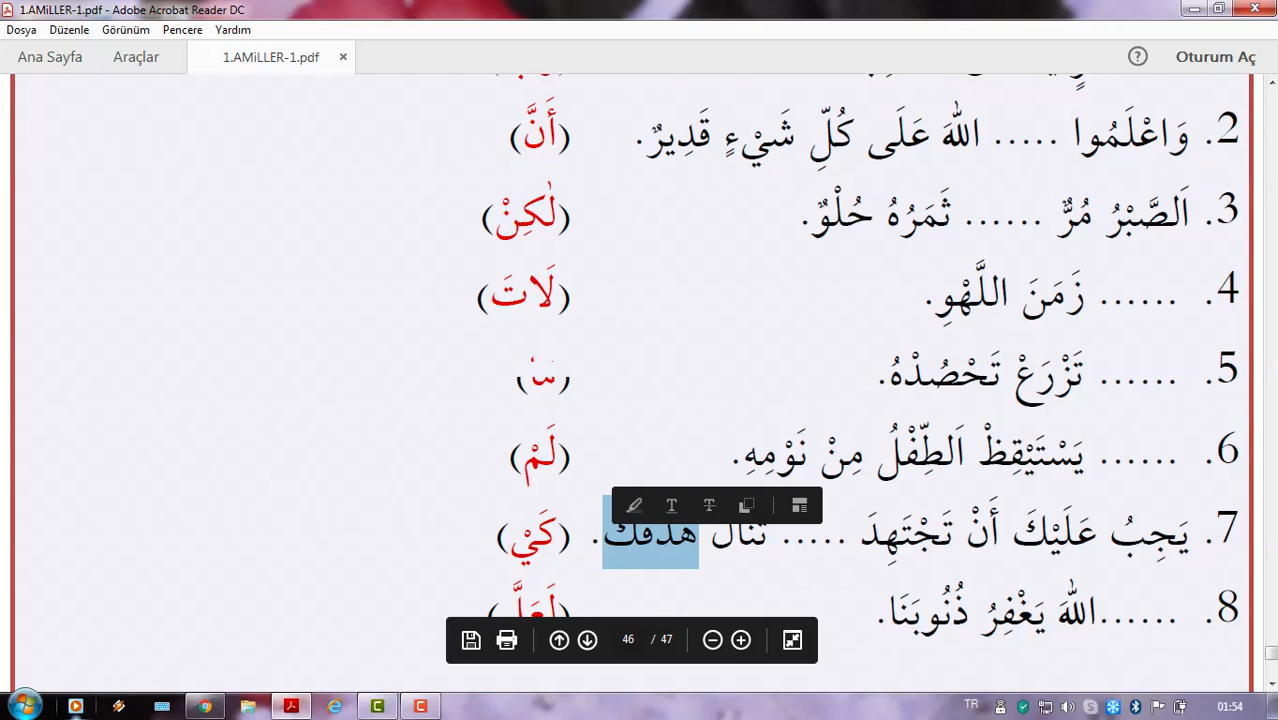 1.AMiLLER-1.pdf - Adobe Acrobat Reader DC
Dosya Düzenle Görünüm Pencere Yardım
Ana Sayfa Araçlar 1.AMiLLER-1.pdf × ? Oturum Aç
2. وَاعْلَمُوا ..... اللهَ عَلَى كُلِّ شَيْءٍ قَدِيرٌ. (أَنَّ)
3. اَلصَّبْرُ مُرٌّ ...... ثَمَرُهُ حُلْوٌ. (لٰكِنْ)
4. ...... زَمَنَ اللَّهْوِ. (لَاتَ)
5. ...... تَزْرَعْ تَحْصُدْهُ.
6. ...... يَسْتَيْقِظْ اَلطِّفْلُ مِنْ نَوْمِهِ. (لَمْ)
7. يَجِبُ عَلَيْكَ أَنْ تَجْتَهِدَ ..... تنال هدفك. (كَيْ)
8. ......اللهَ يَغْفِرُ ذُنُوبَنَا. (لَعَلَّ)
46 / 47
TR 01:54